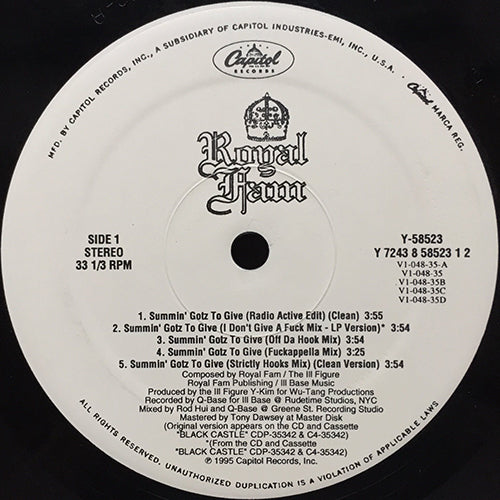 MFD. BY CAPITOL RECORDS, INC., A SUBSIDIARY OF CAPITOL INDUSTRIES-EMI, INC., U.S.A.
Capitol MARCA REG.
Capitol
RECORDS
Royal
Fam
SIDE 1
STEREO
33 1/3 RPM
Y-58523
Y 7243 8 58523 1 2
V1-048-35-A
V1-048-35
V1-048-35B
V1-048-35C
V1-048-35D
1. Summin' Gotz To Give (Radio Active Edit) (Clean) 3:55
2. Summin' Gotz To Give (I Don't Give A Fuck Mix - LP Version)* 3:54
3. Summin' Gotz To Give (Off Da Hook Mix) 3:54
4. Summin' Gotz To Give (Fuckappella Mix) 3:25
5. Summin' Gotz To Give (Strictly Hooks Mix) (Clean Version) 3:54
Composed by Royal Fam / The Ill Figure
Royal Fam Publishing / Ill Base Music
Produced by the Ill Figure Y-Kim for Wu-Tang Productions
Recorded by Q-Base for Ill Base @ Rudetime Studios, NYC
Mixed by Rod Hui and Q-Base @ Greene St. Recording Studio
Mastered by Tony Dawsey at Master Disk
(Original version appears on the CD and Cassette
"BLACK CASTLE" CDP-35342 & C4-35342)
*(From the CD and Cassette
"BLACK CASTLE" CDP-35342 & C4-35342)
℗ 1995 Capitol Records, Inc.
ALL RIGHTS RESERVED. UNAUTHORIZED DUPLICATION IS A VIOLATION OF APPLICABLE LAWS